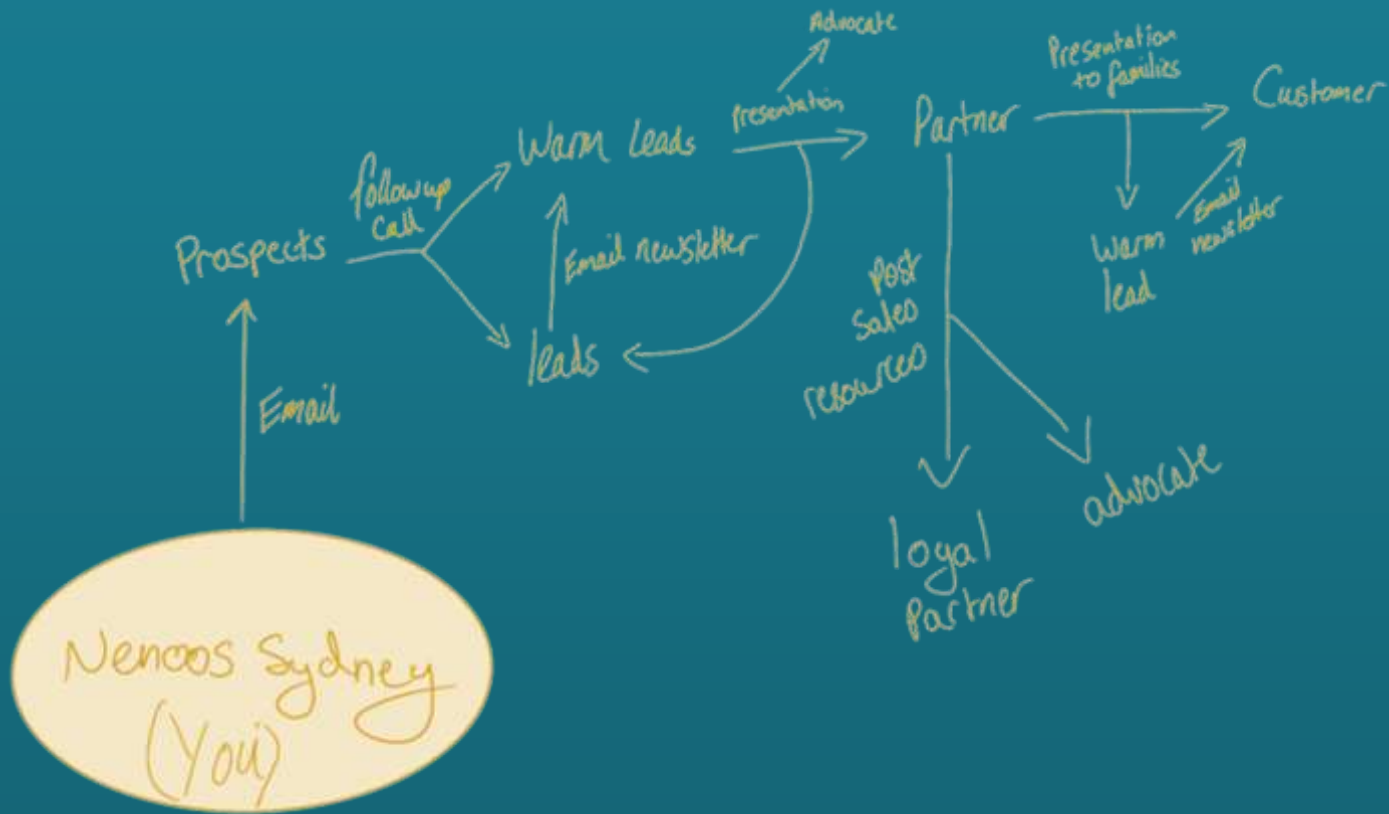 Advocate
Presentation
to families
Customer
Presentation
Partner
Warm Leads
follow up
Call
Prospects
Email newsletter
Email
newsletter
Warm
lead
Post
Sales
resources
leads
Email
advocate
loyal
Partner
Nenoos Sydney
(You)